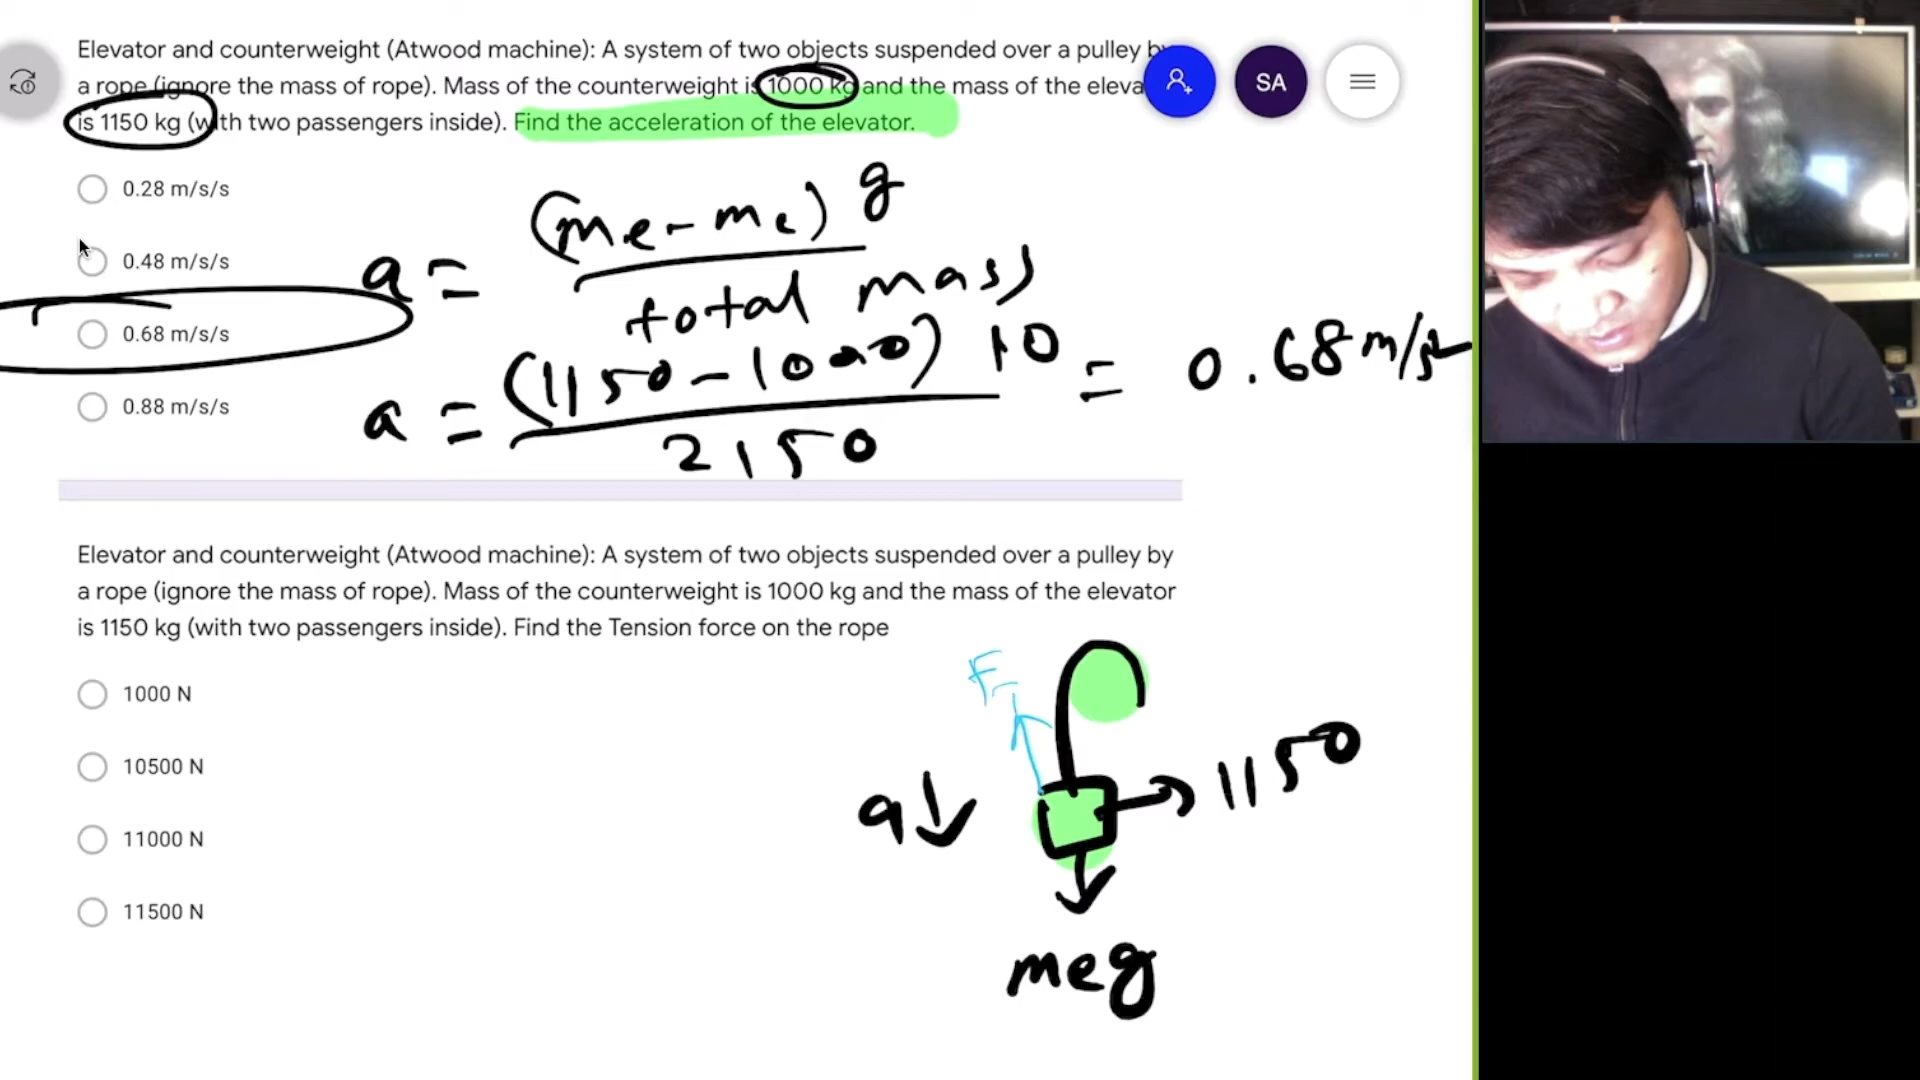 Elevator and counterweight (Atwood machine): A system of two objects suspended over a pulley b
a rope (ignore the mass of rope). Mass of the counterweight is 1000 kg and the mass of the eleva
is 1150 kg (with two passengers inside). Find the acceleration of the elevator.
SA
0.28 m/s/s
0.48 m/s/s
0.68 m/s/s
0.88 m/s/s
a = (me - mc) g
total mass
a = (1150 - 1000) 10 = 0.68 m/s²
2150
Elevator and counterweight (Atwood machine): A system of two objects suspended over a pulley by
a rope (ignore the mass of rope). Mass of the counterweight is 1000 kg and the mass of the elevator
is 1150 kg (with two passengers inside). Find the Tension force on the rope
1000 N
10500 N
11000 N
11500 N
FT
a↓
→ 1150
meg